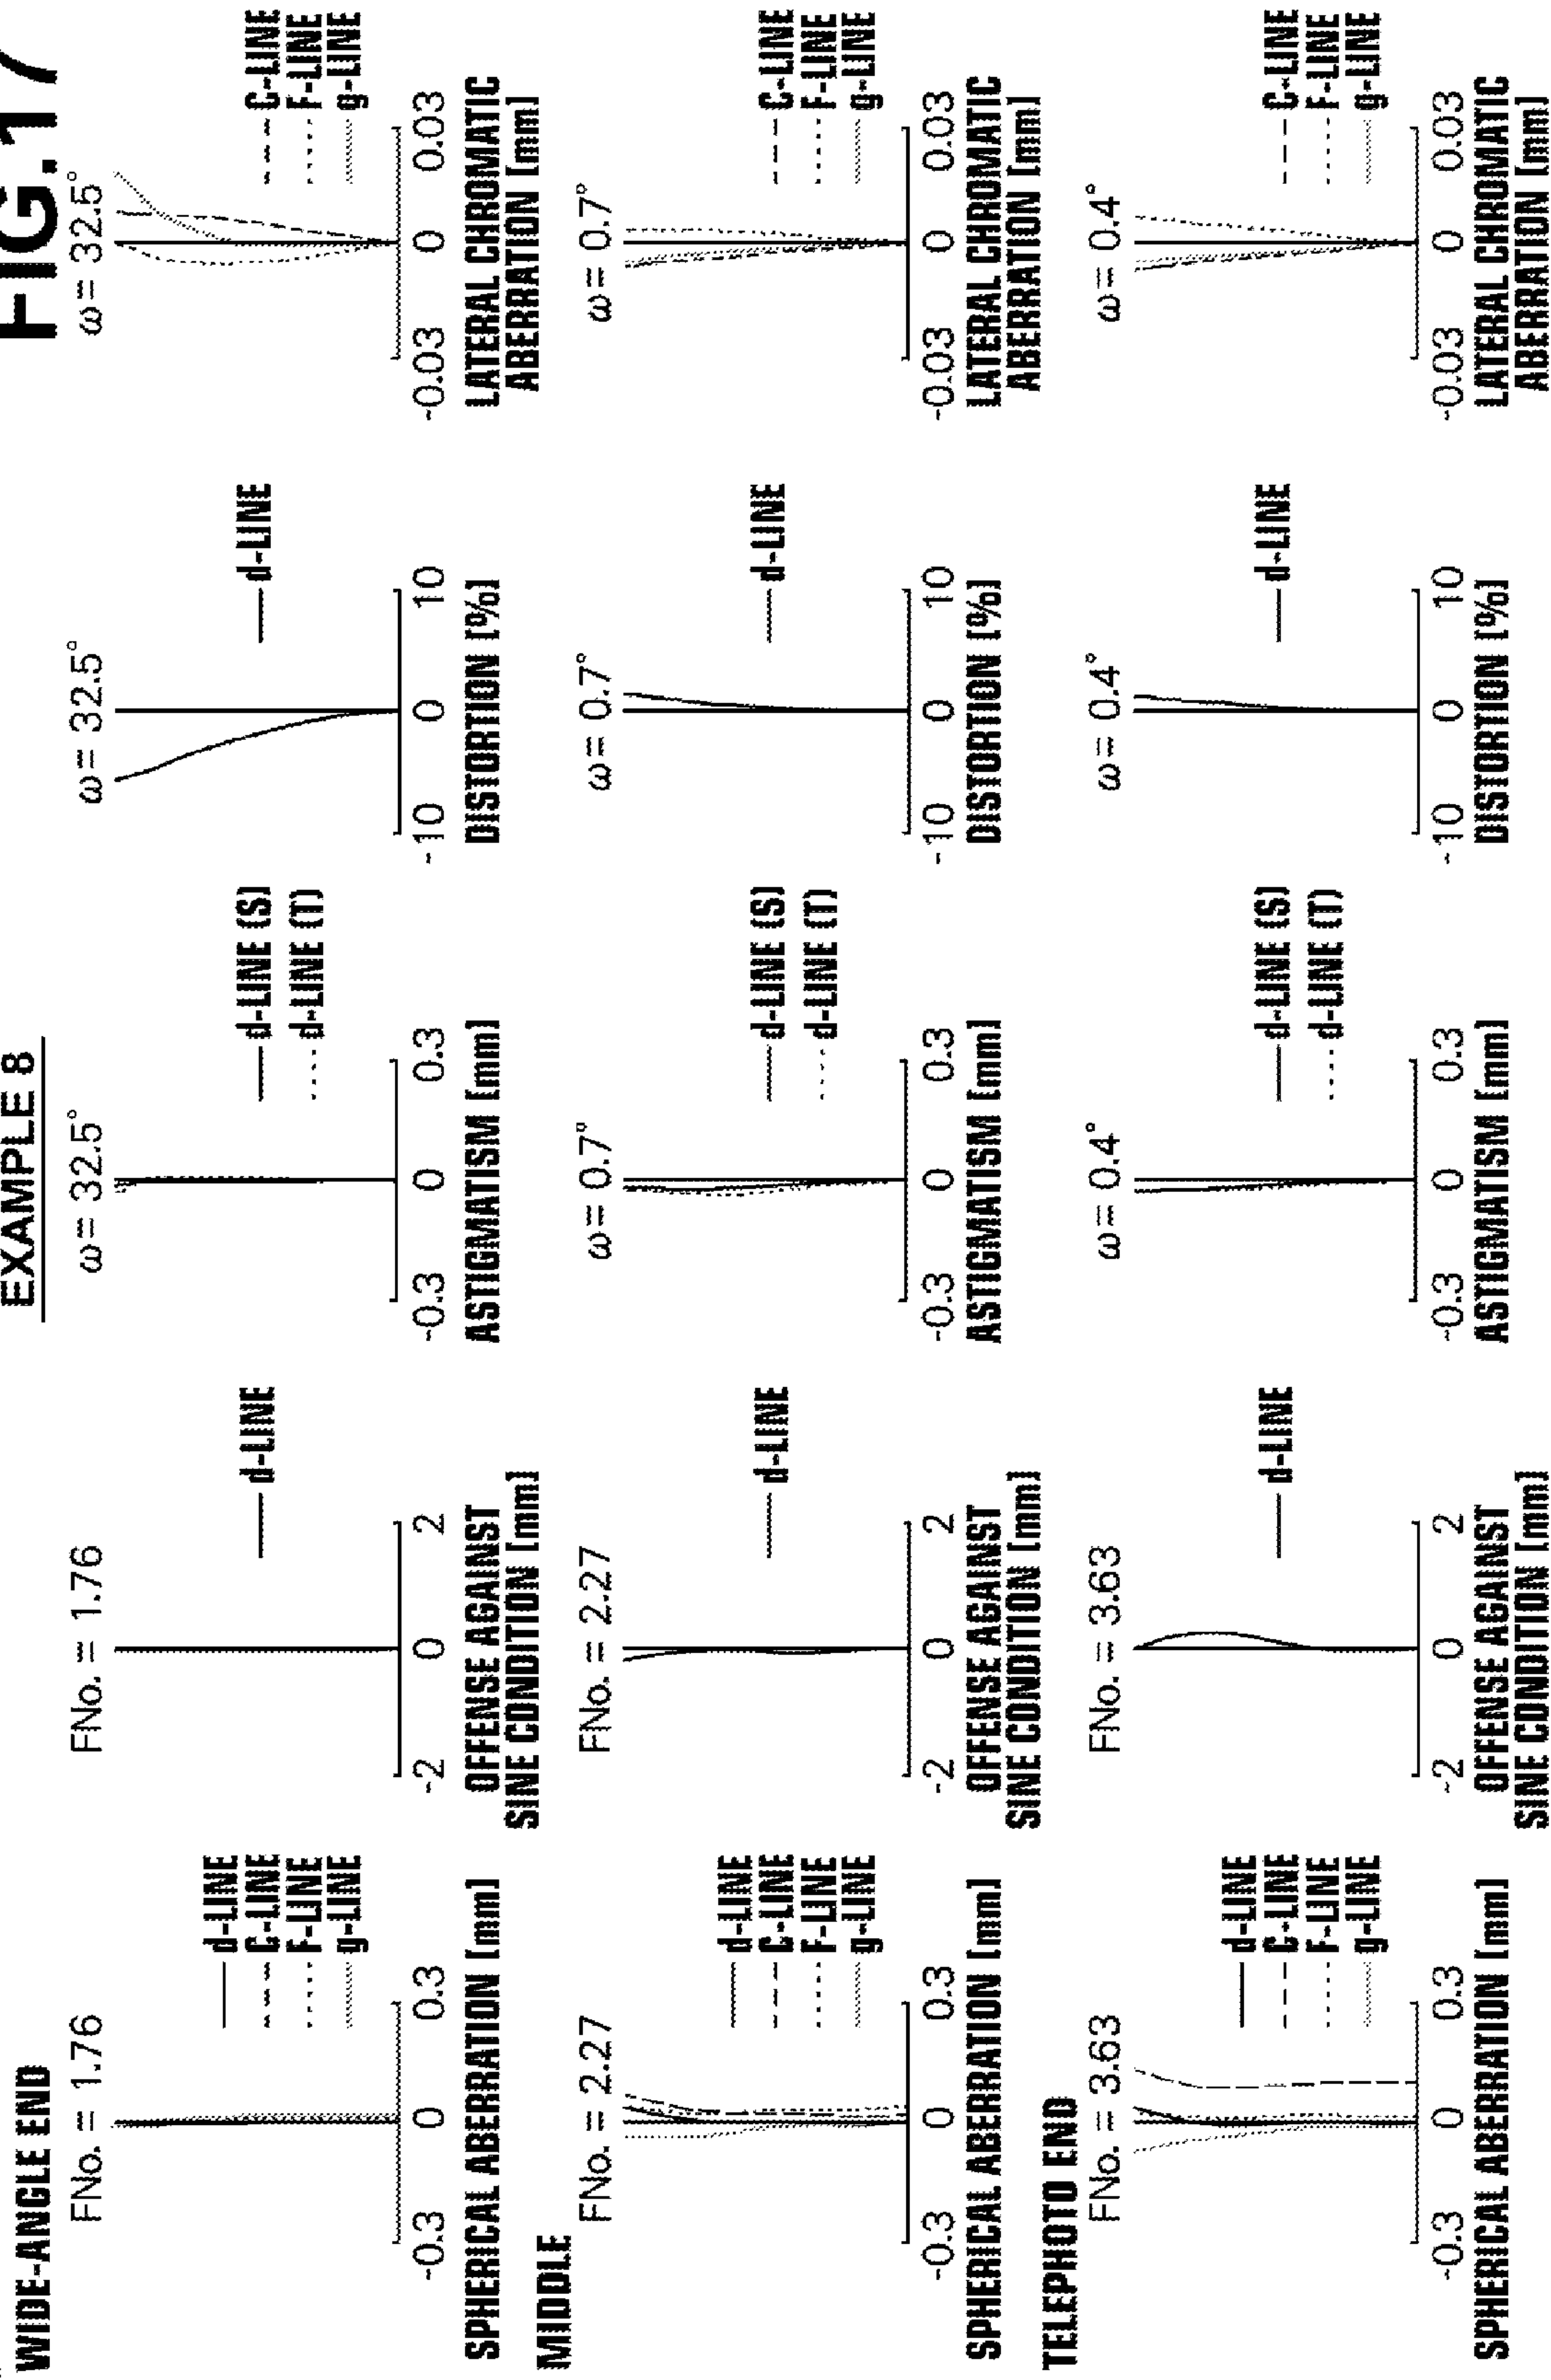 FIG.17
EXAMPLE 8
WIDE-ANGLE END
FNo. = 1.76
d-LINE
C-LINE
F-LINE
g-LINE
-0.3 0 0.3
SPHERICAL ABERRATION [mm]
FNo. = 1.76
d-LINE
-2 0 2
OFFENSE AGAINST
SINE CONDITION [mm]
ω= 32.5°
d-LINE (S)
d-LINE (T)
-0.3 0 0.3
ASTIGMATISM [mm]
ω= 32.5°
d-LINE
-10 0 10
DISTORTION [%]
ω= 32.5°
C-LINE
F-LINE
g-LINE
-0.03 0 0.03
LATERAL CHROMATIC
ABERRATION [mm]
MIDDLE
FNo. = 2.27
d-LINE
C-LINE
F-LINE
g-LINE
-0.3 0 0.3
SPHERICAL ABERRATION [mm]
FNo. = 2.27
d-LINE
-2 0 2
OFFENSE AGAINST
SINE CONDITION [mm]
ω= 0.7°
d-LINE (S)
d-LINE (T)
-0.3 0 0.3
ASTIGMATISM [mm]
ω= 0.7°
d-LINE
-10 0 10
DISTORTION [%]
ω= 0.7°
C-LINE
F-LINE
g-LINE
-0.03 0 0.03
LATERAL CHROMATIC
ABERRATION [mm]
TELEPHOTO END
FNo. = 3.63
d-LINE
C-LINE
F-LINE
g-LINE
-0.3 0 0.3
SPHERICAL ABERRATION [mm]
FNo. = 3.63
d-LINE
-2 0 2
OFFENSE AGAINST
SINE CONDITION [mm]
ω= 0.4°
d-LINE (S)
d-LINE (T)
-0.3 0 0.3
ASTIGMATISM [mm]
ω= 0.4°
d-LINE
-10 0 10
DISTORTION [%]
ω= 0.4°
C-LINE
F-LINE
g-LINE
-0.03 0 0.03
LATERAL CHROMATIC
ABERRATION [mm]